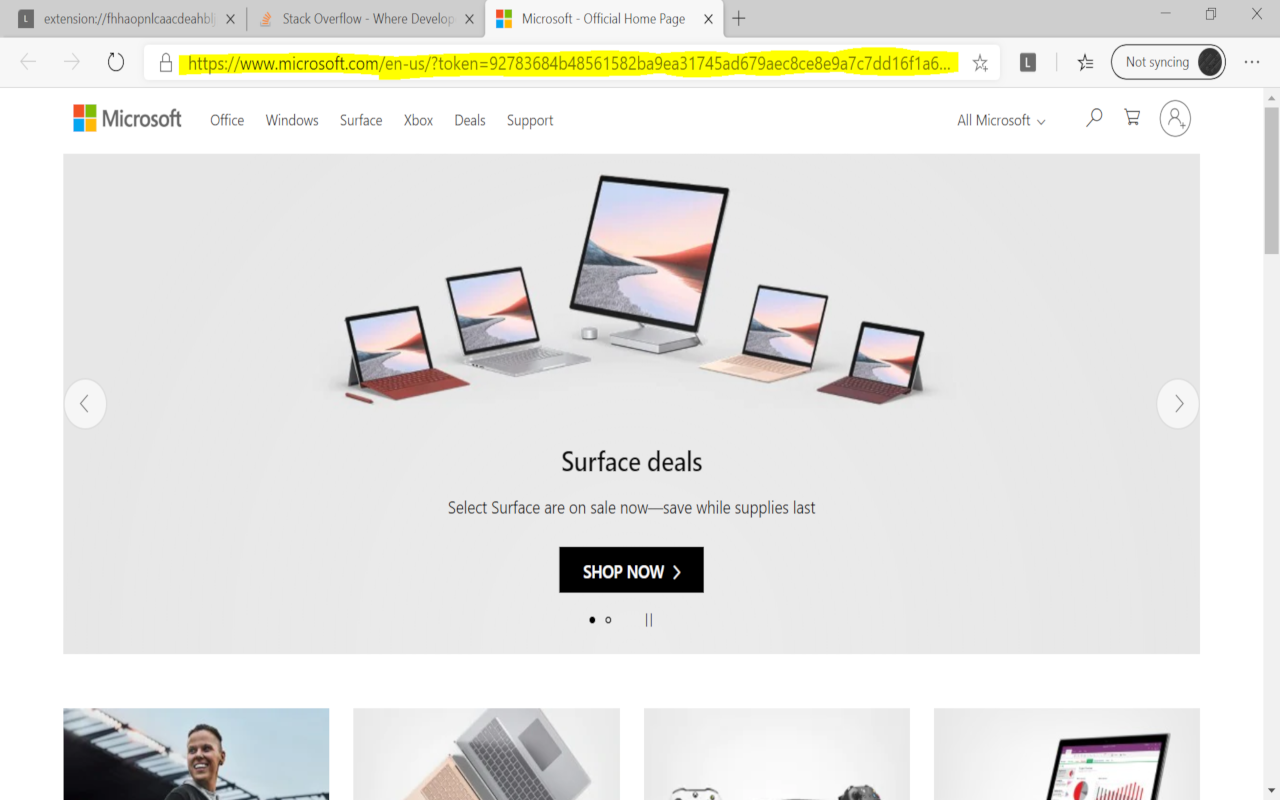 L extension://fhhaopnlcaacdeahblj
Stack Overflow - Where Develop
Microsoft - Official Home Page
https://www.microsoft.com/en-us/?token=92783684b48561582ba9ea31745ad679aec8ce8e9a7c7dd16f1a6...
L
Not syncing
Microsoft Office Windows Surface Xbox Deals Support All Microsoft
Surface deals
Select Surface are on sale now—save while supplies last
SHOP NOW